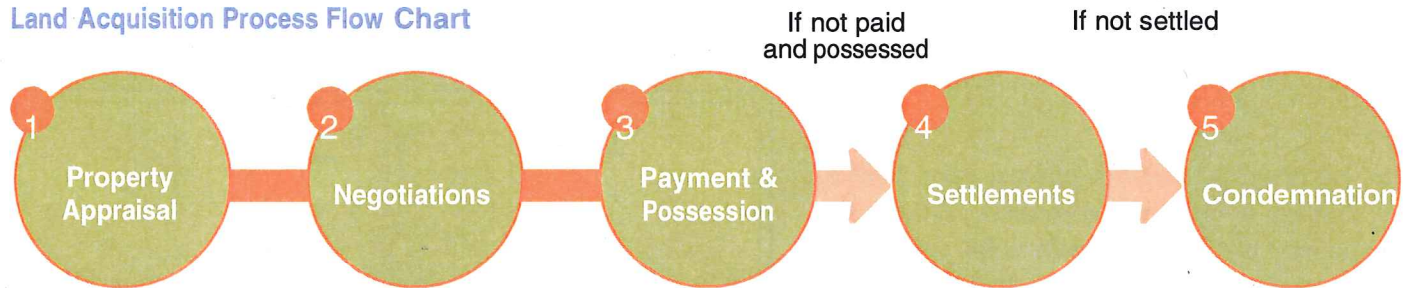 Land Acquisition Process Flow Chart
If not paid
and possessed
If not settled
1
Property
Appraisal
2
Negotiations
3
Payment &
Possession
4
Settlements
5
Condemnation